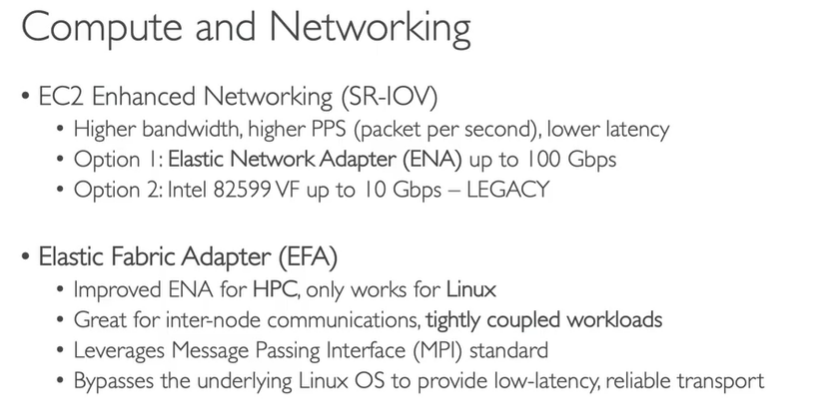 Compute and Networking
• EC2 Enhanced Networking (SR-IOV)
• Higher bandwidth, higher PPS (packet per second), lower latency
• Option 1: Elastic Network Adapter (ENA) up to 100 Gbps
• Option 2: Intel 82599 VF up to 10 Gbps – LEGACY
• Elastic Fabric Adapter (EFA)
• Improved ENA for HPC, only works for Linux
• Great for inter-node communications, tightly coupled workloads
• Leverages Message Passing Interface (MPI) standard
• Bypasses the underlying Linux OS to provide low-latency, reliable transport